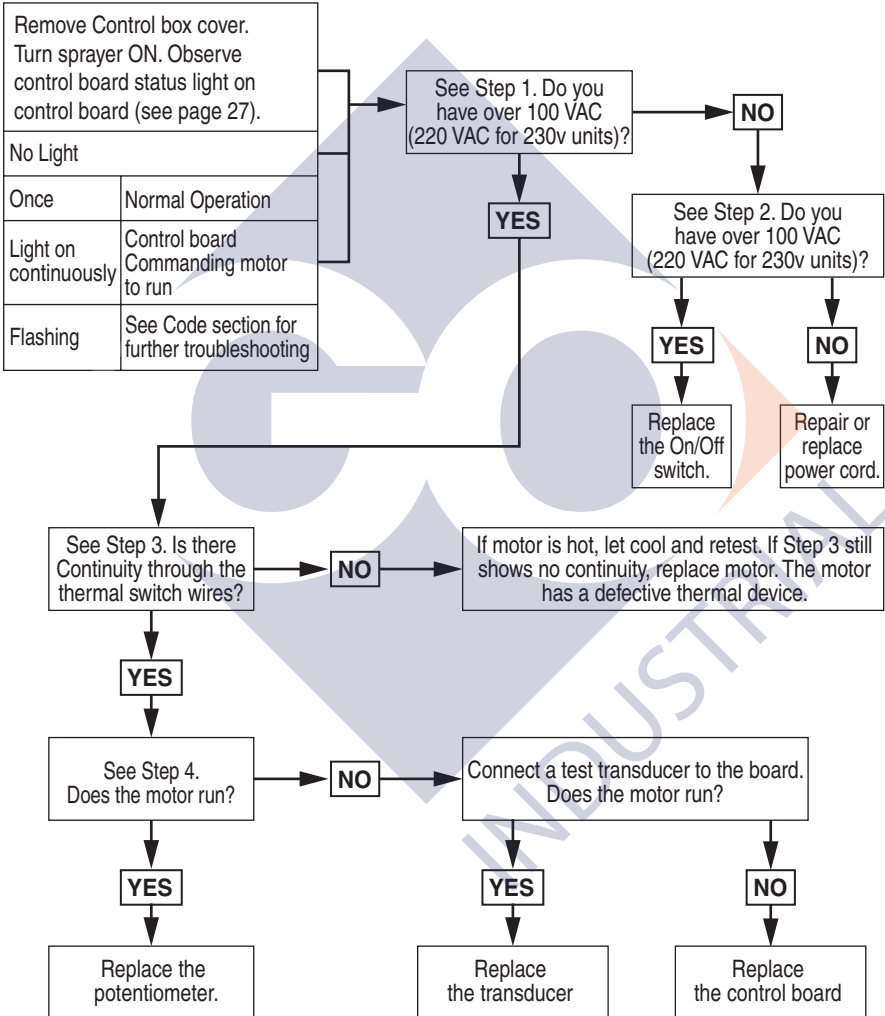 Remove Control box cover.
Turn sprayer ON. Observe
control board status light on
control board (see page 27).
No Light
Once
Normal Operation
Light on
continuously
Control board
Commanding motor
to run
Flashing
See Code section for
further troubleshooting
See Step 1. Do you
have over 100 VAC
(220 VAC for 230v units)?
NO
YES
See Step 2. Do you
have over 100 VAC
(220 VAC for 230v units)?
YES
NO
Replace
the On/Off
switch.
Repair or
replace
power cord.
See Step 3. Is there
Continuity through the
thermal switch wires?
NO
If motor is hot, let cool and retest. If Step 3 still
shows no continuity, replace motor. The motor
has a defective thermal device.
YES
See Step 4.
Does the motor run?
NO
Connect a test transducer to the board.
Does the motor run?
YES
YES
NO
Replace the
potentiometer.
Replace
the transducer
Replace
the control board
INDUSTRIAL